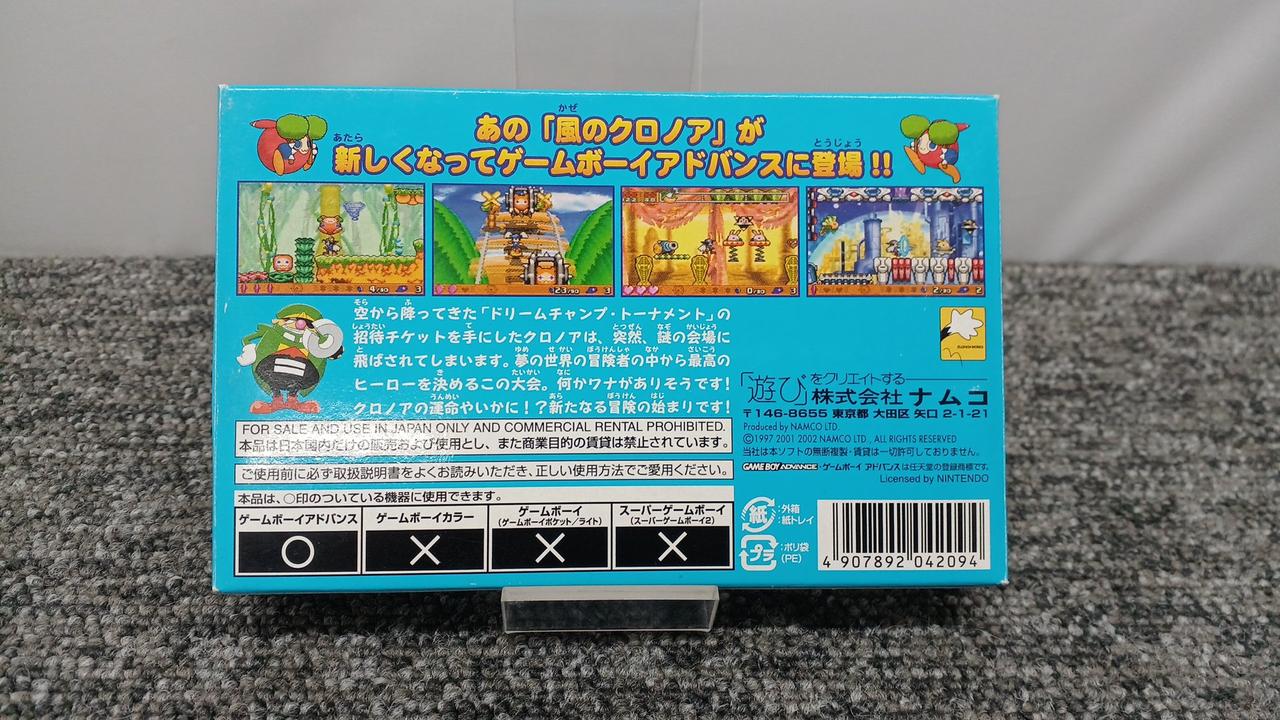 あの「風のクロノア」が
新しくなってゲームボーイアドバンスに登場!!
空から降ってきた「ドリームチャンプ・トーナメント」の
招待チケットを手にしたクロノアは、突然、謎の会場に
飛ばされてしまいます。夢の世界の冒険者の中から最高の
ヒーローを決めるこの大会。何かワナがありそうです!
クロノアの運命やいかに!?新たなる冒険の始まりです!
FOR SALE AND USE IN JAPAN ONLY AND COMMERCIAL RENTAL PROHIBITED.
本品は日本国内だけの販売および使用とし、また商業目的の賃貸は禁止されています。
ご使用前に必ず取扱説明書をよくお読みいただき、正しい使用方法でご愛用ください。
本品は、○印のついている機器に使用できます。
ゲームボーイアドバンス ゲームボーイカラー ゲームボーイ スーパーゲームボーイ
(ゲームボーイポケット/ライト) (スーパーゲームボーイ2)
○ × × ×
「遊び」をクリエイトする
株式会社ナムコ
〒146-8655 東京都 大田区 矢口 2-1-21
Produced by NAMCO LTD.
©1997 2001 2002 NAMCO LTD., ALL RIGHTS RESERVED
当社は本ソフトの無断複製・賃貸は一切許可しておりません。
GAME BOY ADVANCE・ゲームボーイ アドバンスは任天堂の登録商標です。
Licensed by NINTENDO
紙 :外箱
:紙トレイ
プラ :ポリ袋
(PE)
4 907892 042094